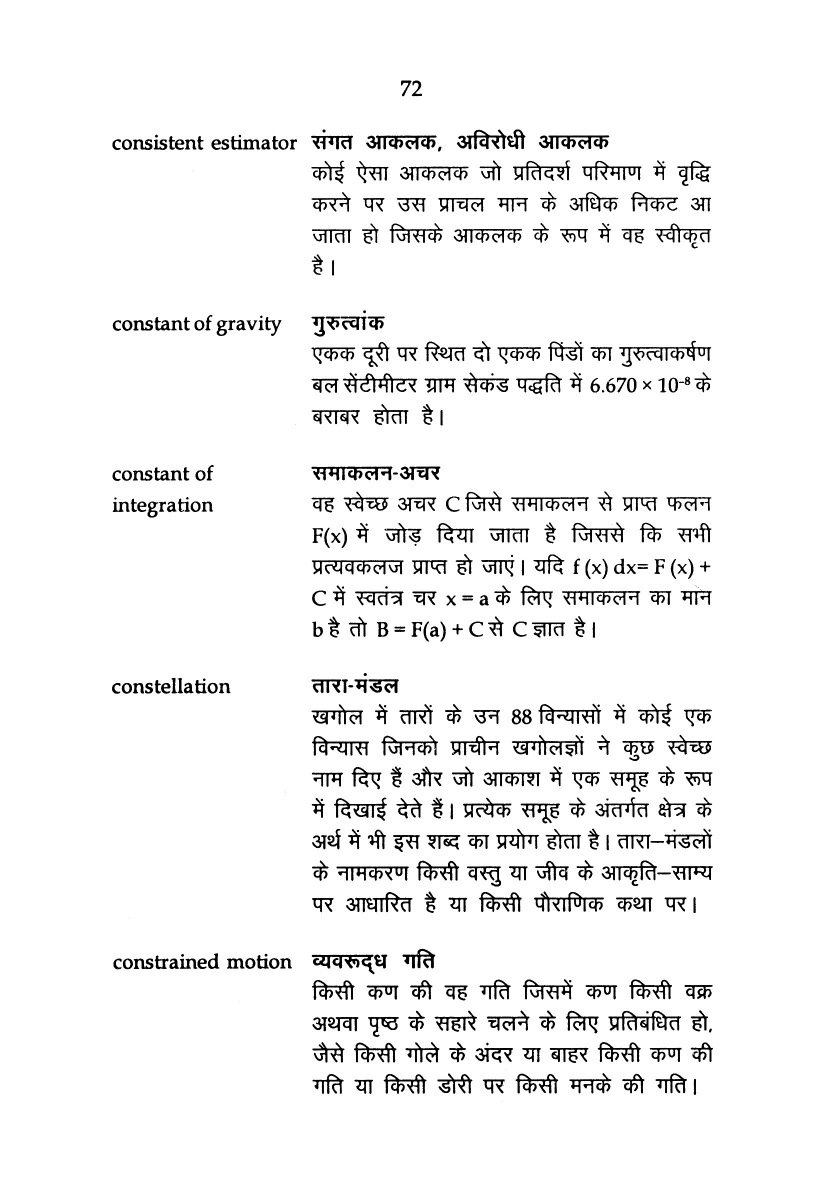 72
consistent estimator संगत आकलक, अविरोधी आकलक
कोई ऐसा आकलक जो प्रतिदर्श परिमाण में वृद्धि
करने पर उस प्राचल मान के अधिक निकट आ
जाता हो जिसके आकलक के रूप में वह स्वीकृत
है।
constant of gravity गुरुत्वांक
एकक दूरी पर स्थित दो एकक पिंडों का गुरुत्वाकर्षण
बल सेंटीमीटर ग्राम सेकंड पद्धति में 6.670 × 10⁻⁸ के
बराबर होता है।
constant of समाकलन-अचर
integration वह स्वेच्छ अचर C जिसे समाकलन से प्राप्त फलन
F(x) में जोड़ दिया जाता है जिससे कि सभी
प्रत्यवकलज प्राप्त हो जाएं। यदि f (x) dx= F (x) +
C में स्वतंत्र चर x = a के लिए समाकलन का मान
b है तो B = F(a) + C से C ज्ञात है।
constellation तारा-मंडल
खगोल में तारों के उन 88 विन्यासों में कोई एक
विन्यास जिनको प्राचीन खगोलज्ञों ने कुछ स्वेच्छ
नाम दिए हैं और जो आकाश में एक समूह के रूप
में दिखाई देते हैं। प्रत्येक समूह के अंतर्गत क्षेत्र के
अर्थ में भी इस शब्द का प्रयोग होता है। तारा–मंडलों
के नामकरण किसी वस्तु या जीव के आकृति–साम्य
पर आधारित है या किसी पौराणिक कथा पर।
constrained motion व्यवरूद्ध गति
किसी कण की वह गति जिसमें कण किसी वक्र
अथवा पृष्ठ के सहारे चलने के लिए प्रतिबंधित हो,
जैसे किसी गोले के अंदर या बाहर किसी कण की
गति या किसी डोरी पर किसी मनके की गति।